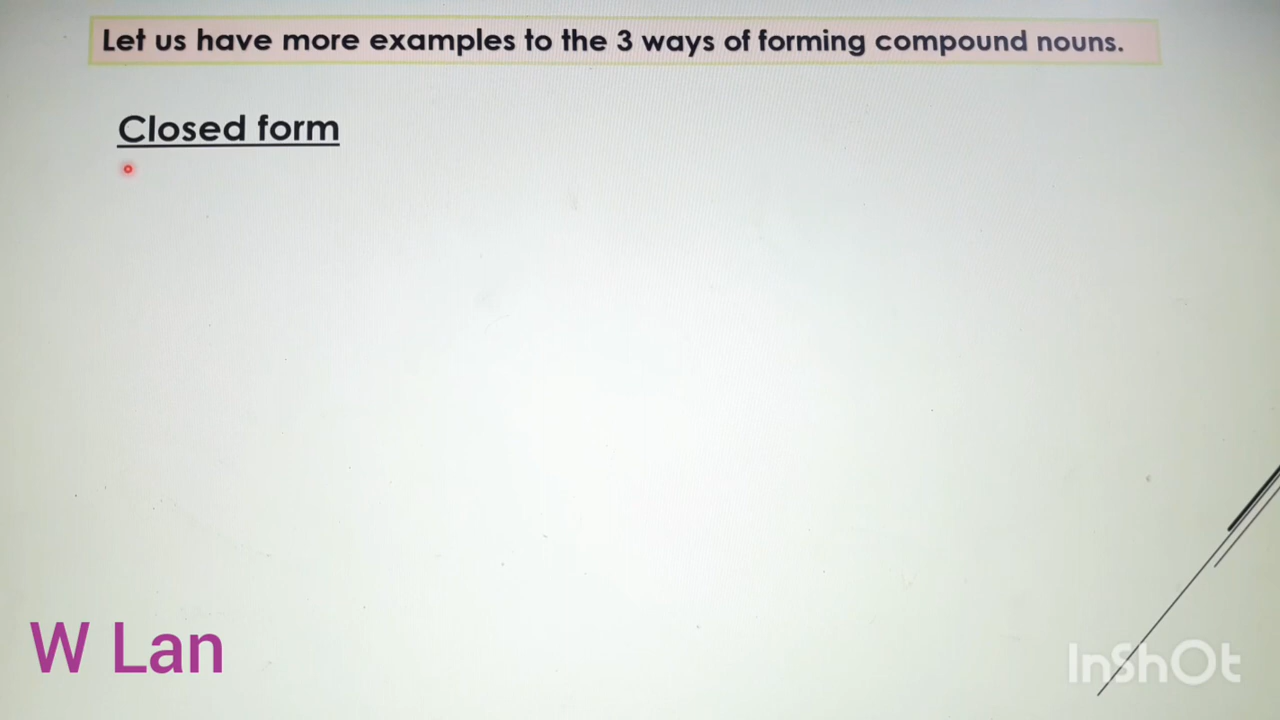 Let us have more examples to the 3 ways of forming compound nouns.
Closed form
W Lan
InShOt